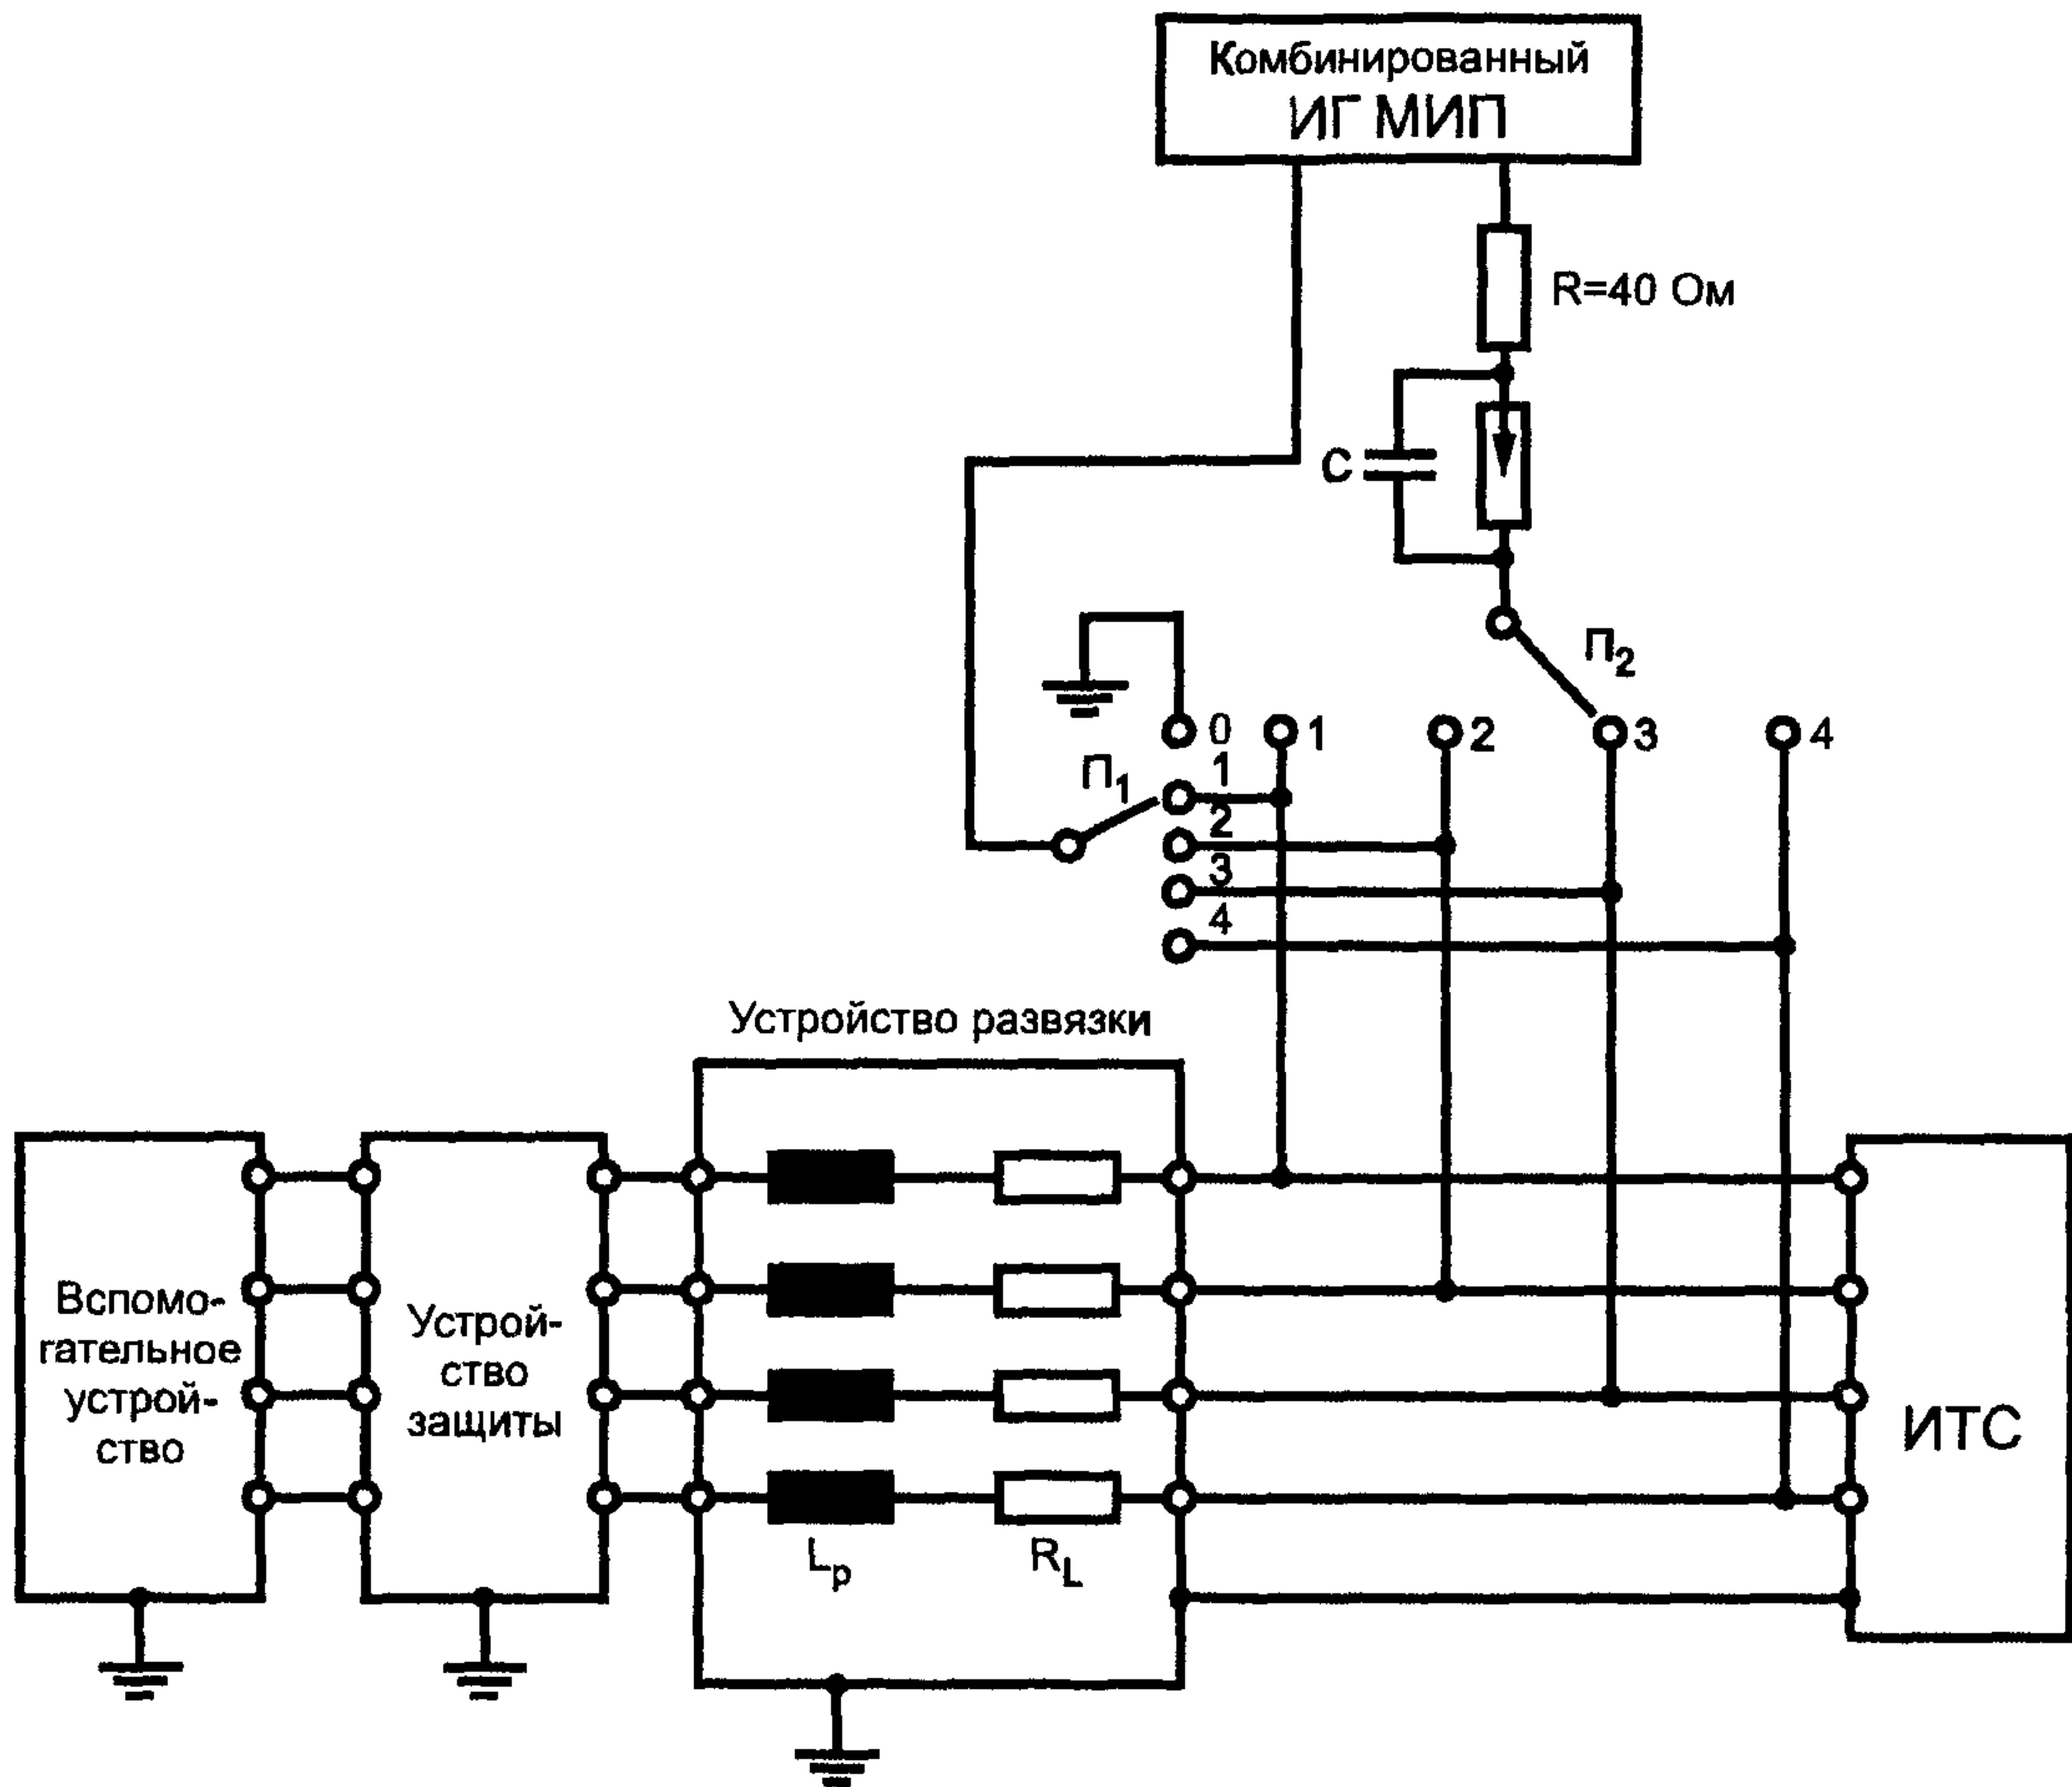 Комбинированный
ИГ МИП
R=40 Ом
C
П2
0
1
2
3
4
1
П1
2
3
4
Устройство развязки
Вспомо-
гательное
устрой-
ство
Устрой-
ство
защиты
ИТС
Lр
RL